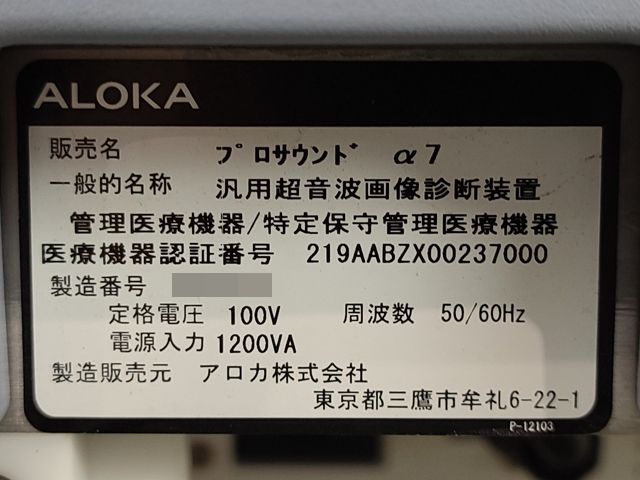 ALOKA
販売名 プロサウンド α7
一般的名称 汎用超音波画像診断装置
管理医療機器/特定保守管理医療機器
医療機器認証番号 219AABZX00237000
製造番号
定格電圧 100V 周波数 50/60Hz
電源入力 1200VA
製造販売元 アロカ株式会社
東京都三鷹市牟礼6-22-1
P-12103